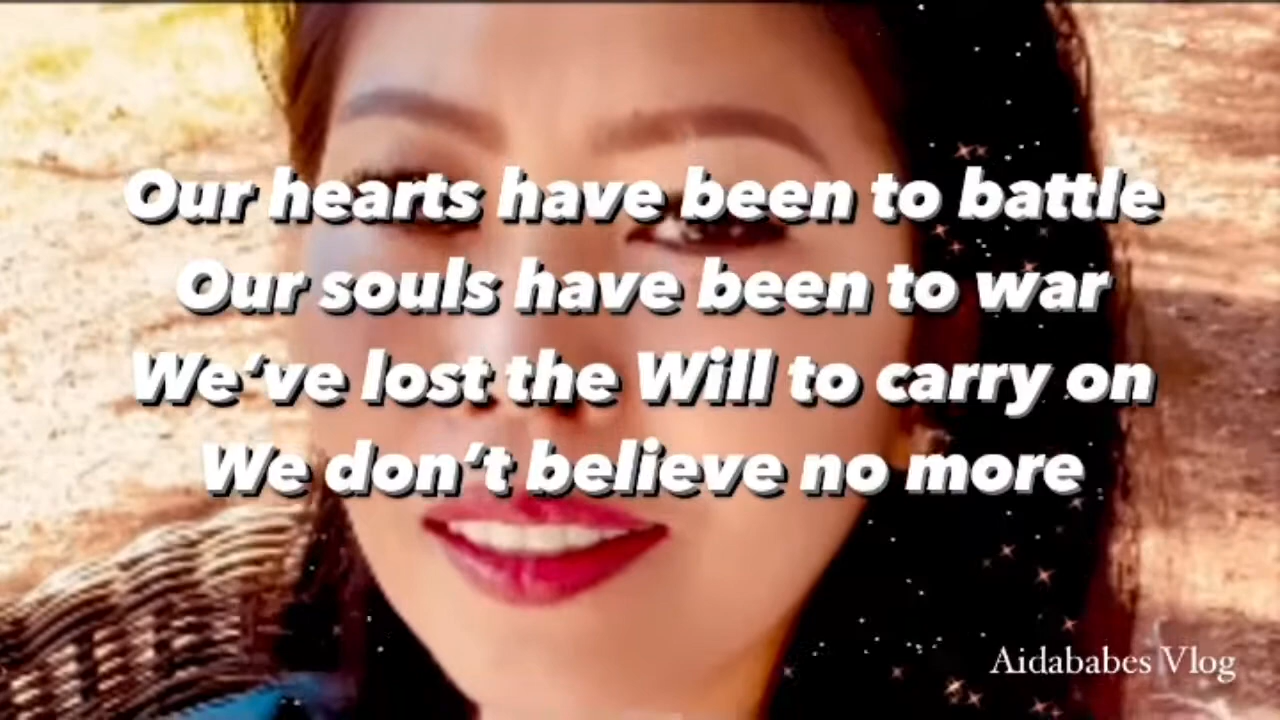 Our hearts have been to battle
Our souls have been to war
We've lost the Will to carry on
We don't believe no more
Aidababes Vlog